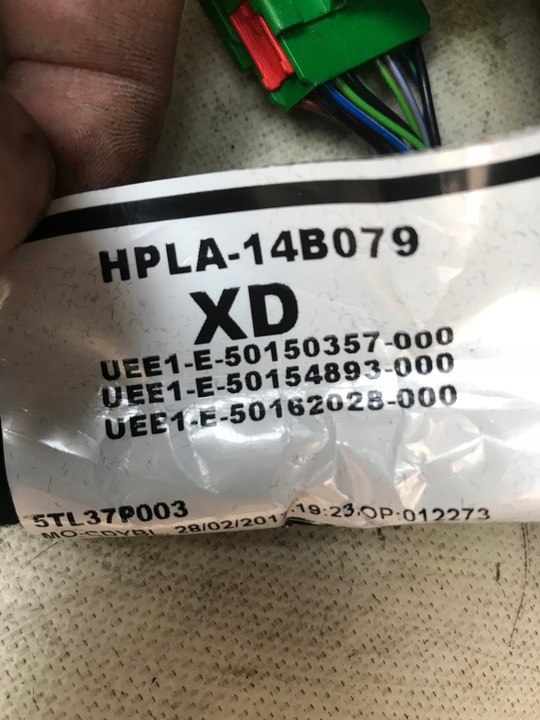 HPLA-14B079
XD
UEE1-E-50150357-000
UEE1-E-50154893-000
UEE1-E-50162028-000
5TL37P003
19:23 OP:012273